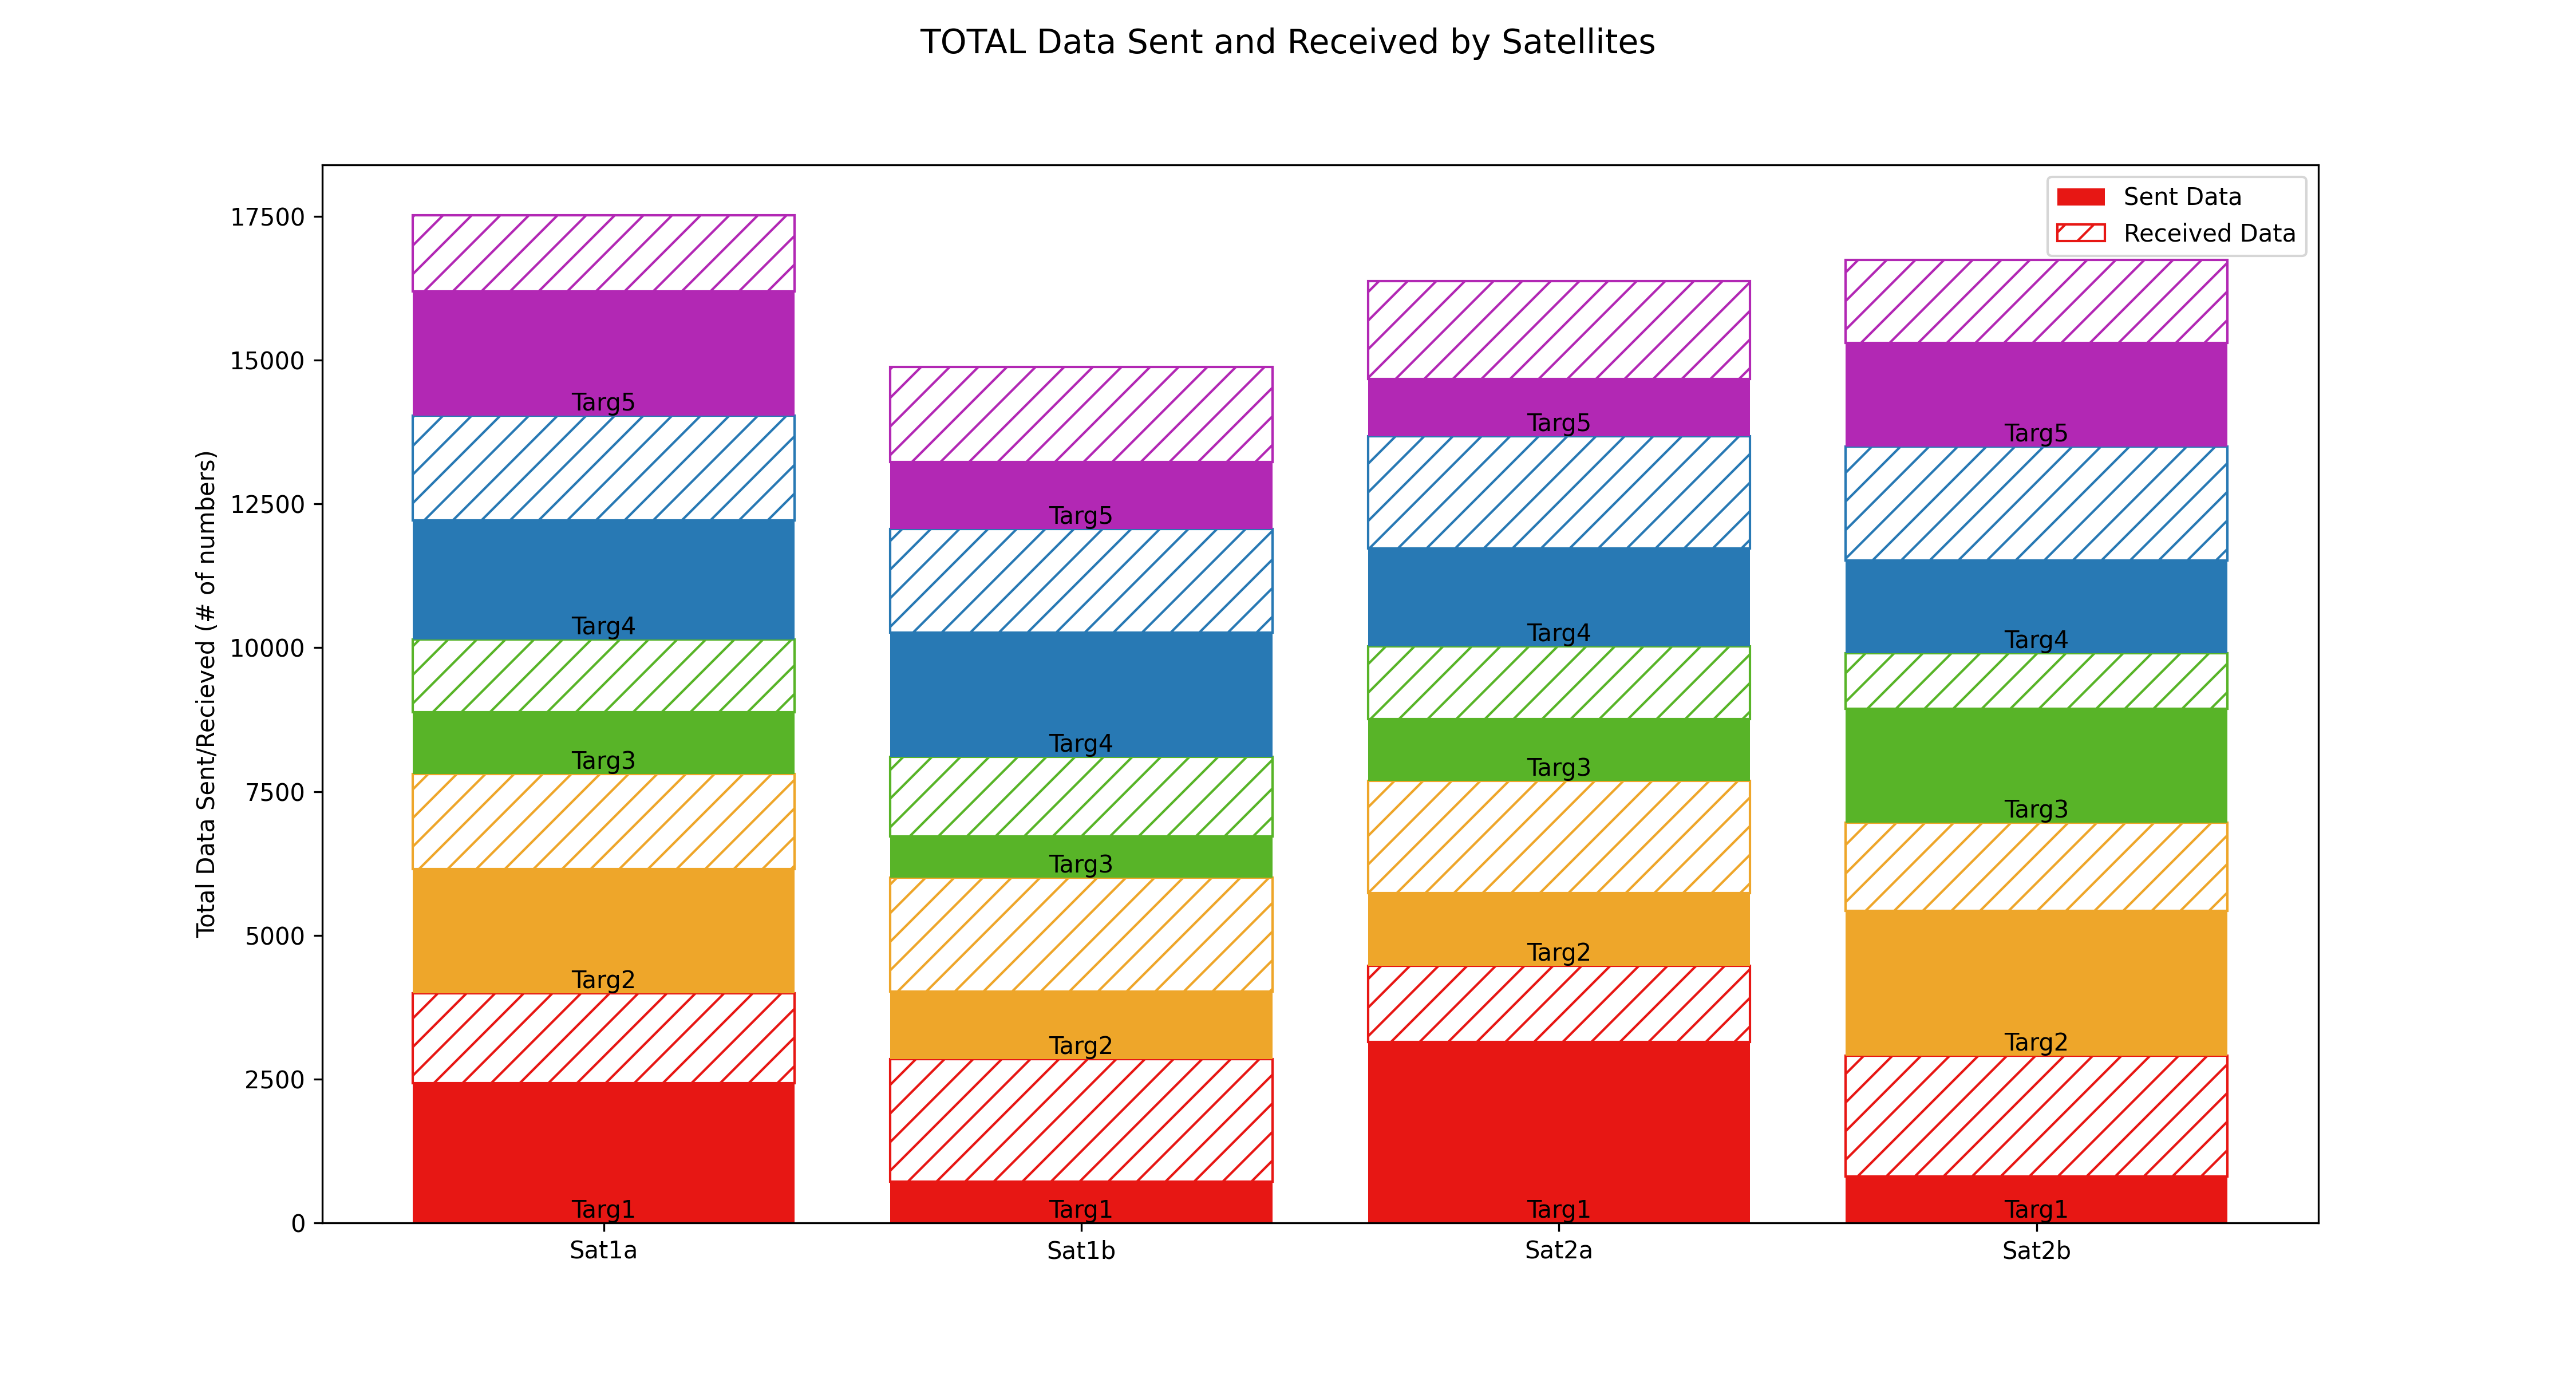 TOTAL Data Sent and Received by Satellites
Sent Data
Received Data
Total Data Sent/Recieved (# of numbers)
17500
15000
12500
10000
7500
5000
2500
0
Targ5
Targ4
Targ3
Targ2
Targ1
Targ5
Targ4
Targ3
Targ2
Targ1
Targ5
Targ4
Targ3
Targ2
Targ1
Targ5
Targ4
Targ3
Targ2
Targ1
Sat1a
Sat1b
Sat2a
Sat2b